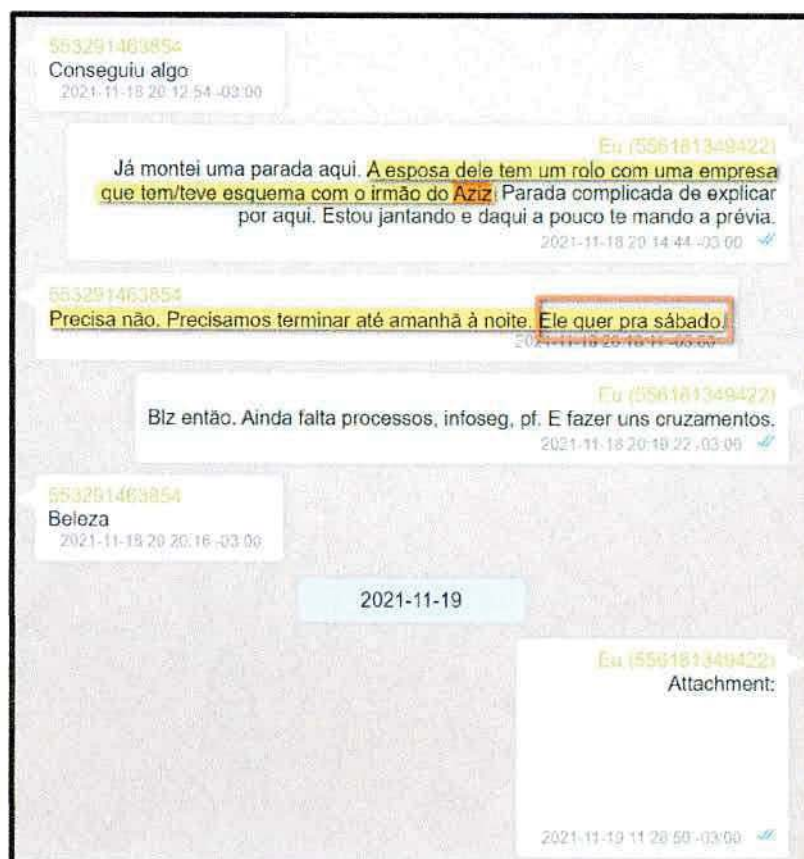 553291463854
Conseguiu algo
2021-11-18 20:12:54 -03:00
Eu (556181349422)
Já montei uma parada aqui. A esposa dele tem um rolo com uma empresa
que tem/teve esquema com o irmão do Aziz. Parada complicada de explicar
por aqui. Estou jantando e daqui a pouco te mando a prévia.
2021-11-18 20:14:44 -03:00
553291463854
Precisa não. Precisamos terminar até amanhã à noite. Ele quer pra sábado.
Eu (556181349422)
Blz então. Ainda falta processos, infoseg, pf. E fazer uns cruzamentos.
2021-11-18 20:19:22 -03:00
553291463854
Beleza
2021-11-18 20:20:16 -03:00
2021-11-19
Eu (556181349422)
Attachment:
2021-11-19 11:28:50 -03:00